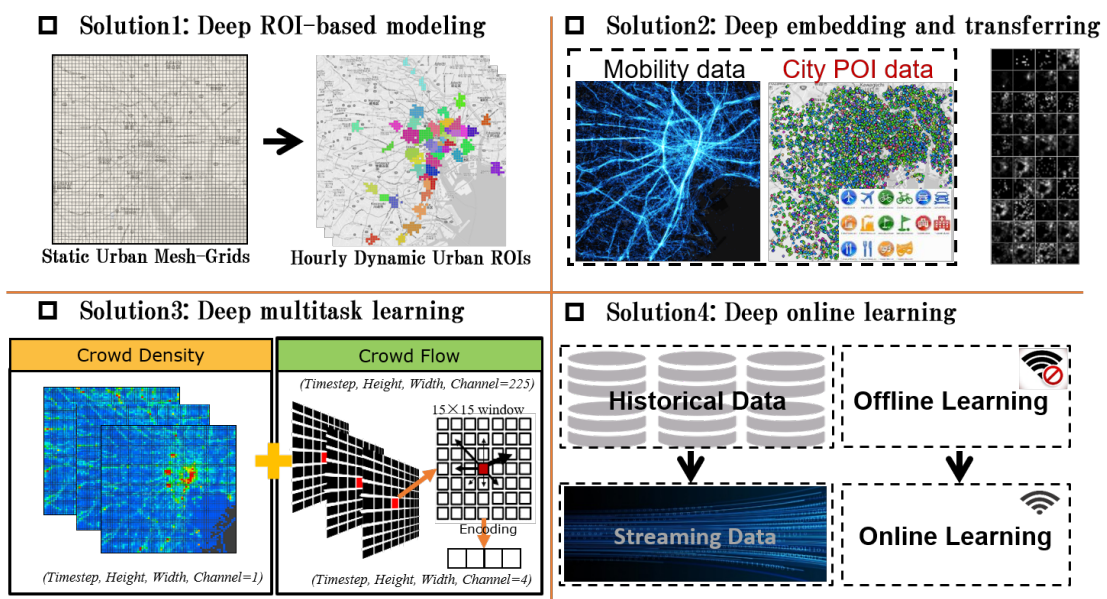 Solution1: Deep ROI-based modeling
Static Urban Mesh-Grids
Hourly Dynamic Urban ROIs
Solution2: Deep embedding and transferring
Mobility data
City POI data
Solution3: Deep multitask learning
Crowd Density
(Timestep, Height, Width, Channel=1)
Crowd Flow
(Timestep, Height, Width, Channel=225)
15×15 window
Encoding
(Timestep, Height, Width, Channel=4)
Solution4: Deep online learning
Historical Data
Offline Learning
Streaming Data
Online Learning